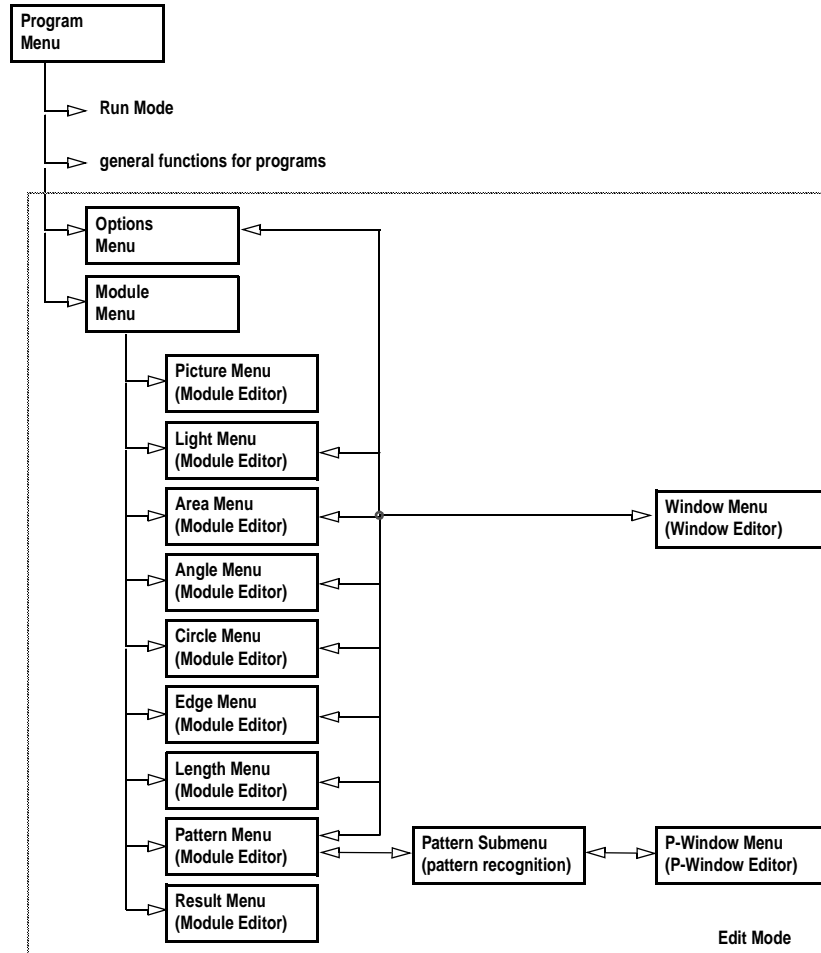 Program
Menu
Run Mode
general functions for programs
Options
Menu
Module
Menu
Picture Menu
(Module Editor)
Light Menu
(Module Editor)
Area Menu
(Module Editor)
Window Menu
(Window Editor)
Angle Menu
(Module Editor)
Circle Menu
(Module Editor)
Edge Menu
(Module Editor)
Length Menu
(Module Editor)
Pattern Menu
(Module Editor)
Pattern Submenu
(pattern recognition)
P-Window Menu
(P-Window Editor)
Result Menu
(Module Editor)
Edit Mode